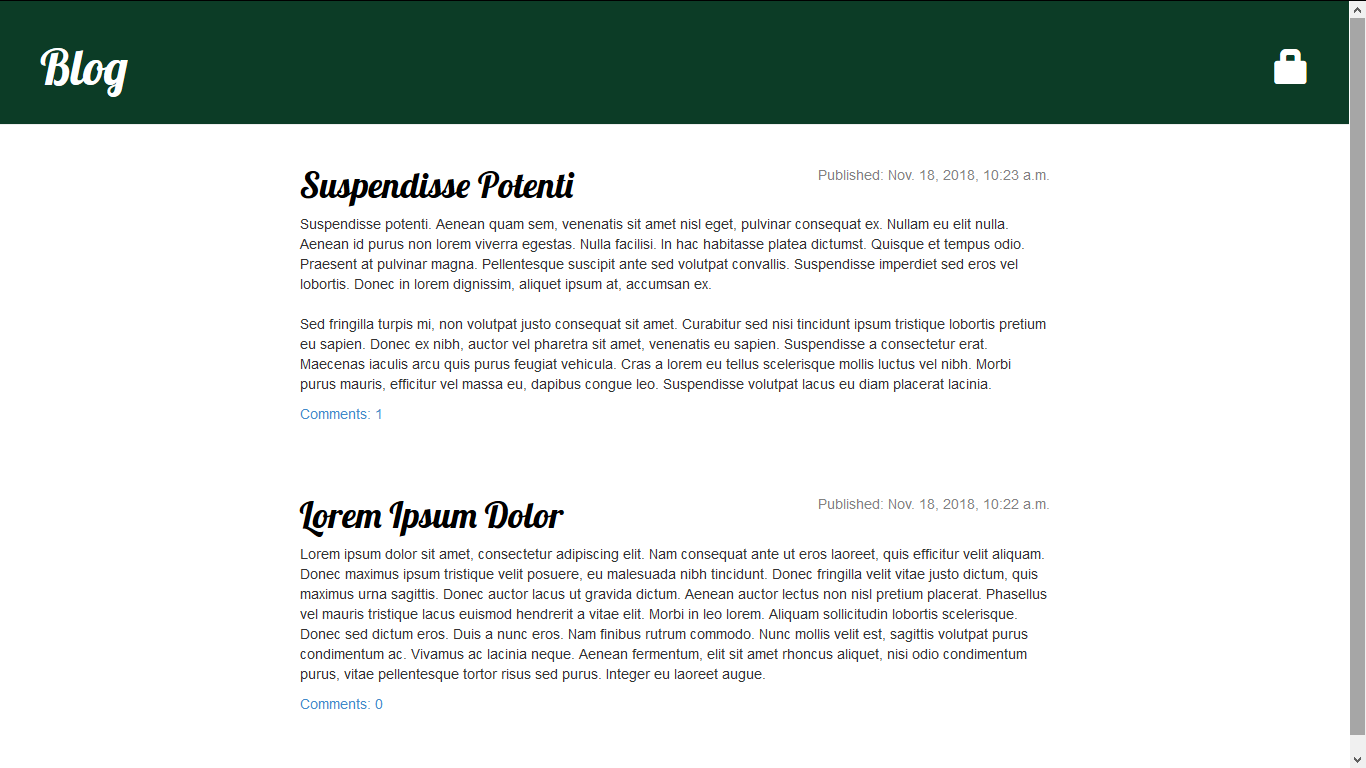 Blog
Suspendisse Potenti
Published: Nov. 18, 2018, 10:23 a.m.
Suspendisse potenti. Aenean quam sem, venenatis sit amet nisl eget, pulvinar consequat ex. Nullam eu elit nulla.
Aenean id purus non lorem viverra egestas. Nulla facilisi. In hac habitasse platea dictumst. Quisque et tempus odio.
Praesent at pulvinar magna. Pellentesque suscipit ante sed volutpat convallis. Suspendisse imperdiet sed eros vel
lobortis. Donec in lorem dignissim, aliquet ipsum at, accumsan ex.
Sed fringilla turpis mi, non volutpat justo consequat sit amet. Curabitur sed nisi tincidunt ipsum tristique lobortis pretium
eu sapien. Donec ex nibh, auctor vel pharetra sit amet, venenatis eu sapien. Suspendisse a consectetur erat.
Maecenas iaculis arcu quis purus feugiat vehicula. Cras a lorem eu tellus scelerisque mollis luctus vel nibh. Morbi
purus mauris, efficitur vel massa eu, dapibus congue leo. Suspendisse volutpat lacus eu diam placerat lacinia.
Comments: 1
Lorem Ipsum Dolor
Published: Nov. 18, 2018, 10:22 a.m.
Lorem ipsum dolor sit amet, consectetur adipiscing elit. Nam consequat ante ut eros laoreet, quis efficitur velit aliquam.
Donec maximus ipsum tristique velit posuere, eu malesuada nibh tincidunt. Donec fringilla velit vitae justo dictum, quis
maximus urna sagittis. Donec auctor lacus ut gravida dictum. Aenean auctor lectus non nisl pretium placerat. Phasellus
vel mauris tristique lacus euismod hendrerit a vitae elit. Morbi in leo lorem. Aliquam sollicitudin lobortis scelerisque.
Donec sed dictum eros. Duis a nunc eros. Nam finibus rutrum commodo. Nunc mollis velit est, sagittis volutpat purus
condimentum ac. Vivamus ac lacinia neque. Aenean fermentum, elit sit amet rhoncus aliquet, nisi odio condimentum
purus, vitae pellentesque tortor risus sed purus. Integer eu laoreet augue.
Comments: 0